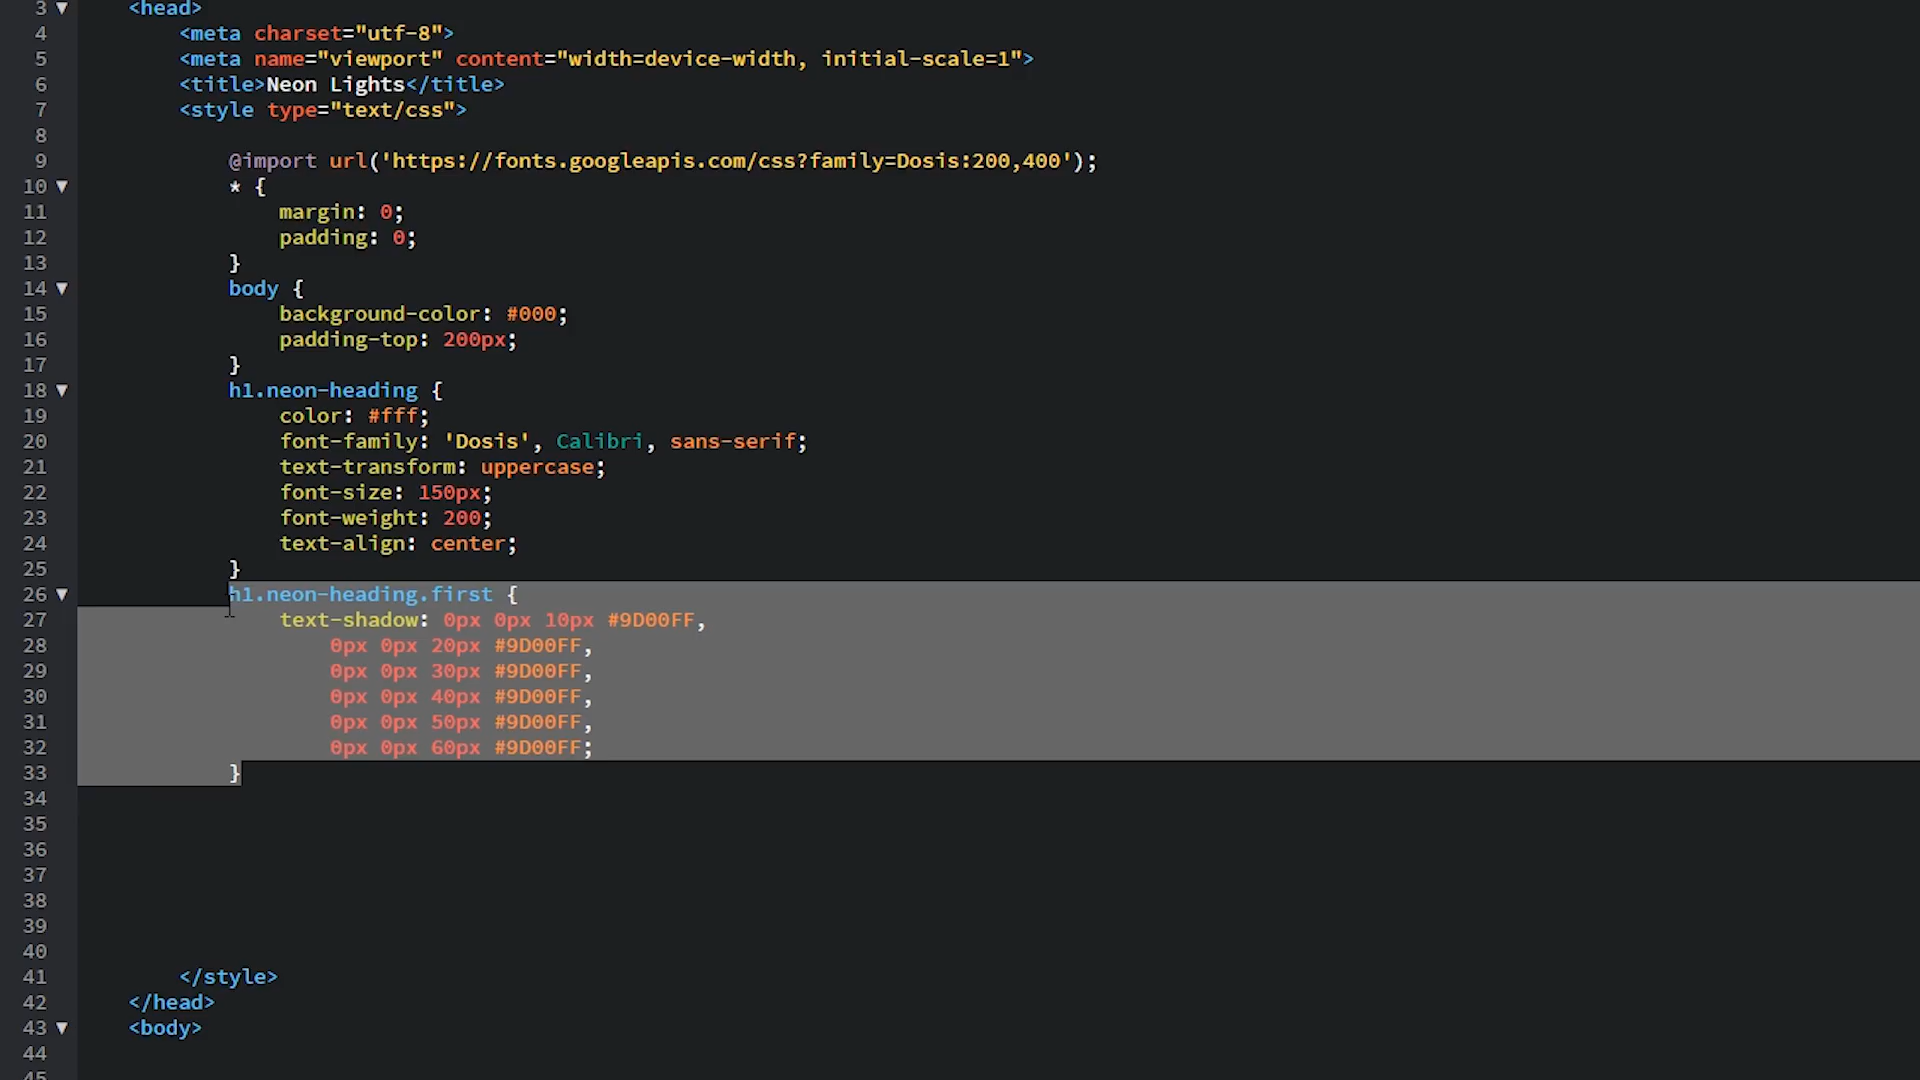 3 ▼ <head>
4 <meta charset="utf-8">
5 <meta name="viewport" content="width=device-width, initial-scale=1">
6 <title>Neon Lights</title>
7 <style type="text/css">
8
9 @import url('https://fonts.googleapis.com/css?family=Dosis:200,400');
10 ▼ * {
11 margin: 0;
12 padding: 0;
13 }
14 ▼ body {
15 background-color: #000;
16 padding-top: 200px;
17 }
18 ▼ h1.neon-heading {
19 color: #fff;
20 font-family: 'Dosis', Calibri, sans-serif;
21 text-transform: uppercase;
22 font-size: 150px;
23 font-weight: 200;
24 text-align: center;
25 }
26 ▼ h1.neon-heading.first {
27 text-shadow: 0px 0px 10px #9D00FF,
28 0px 0px 20px #9D00FF,
29 0px 0px 30px #9D00FF,
30 0px 0px 40px #9D00FF,
31 0px 0px 50px #9D00FF,
32 0px 0px 60px #9D00FF;
33 }
34
35
36
37
38
39
40
41 </style>
42 </head>
43 ▼ <body>
44
45